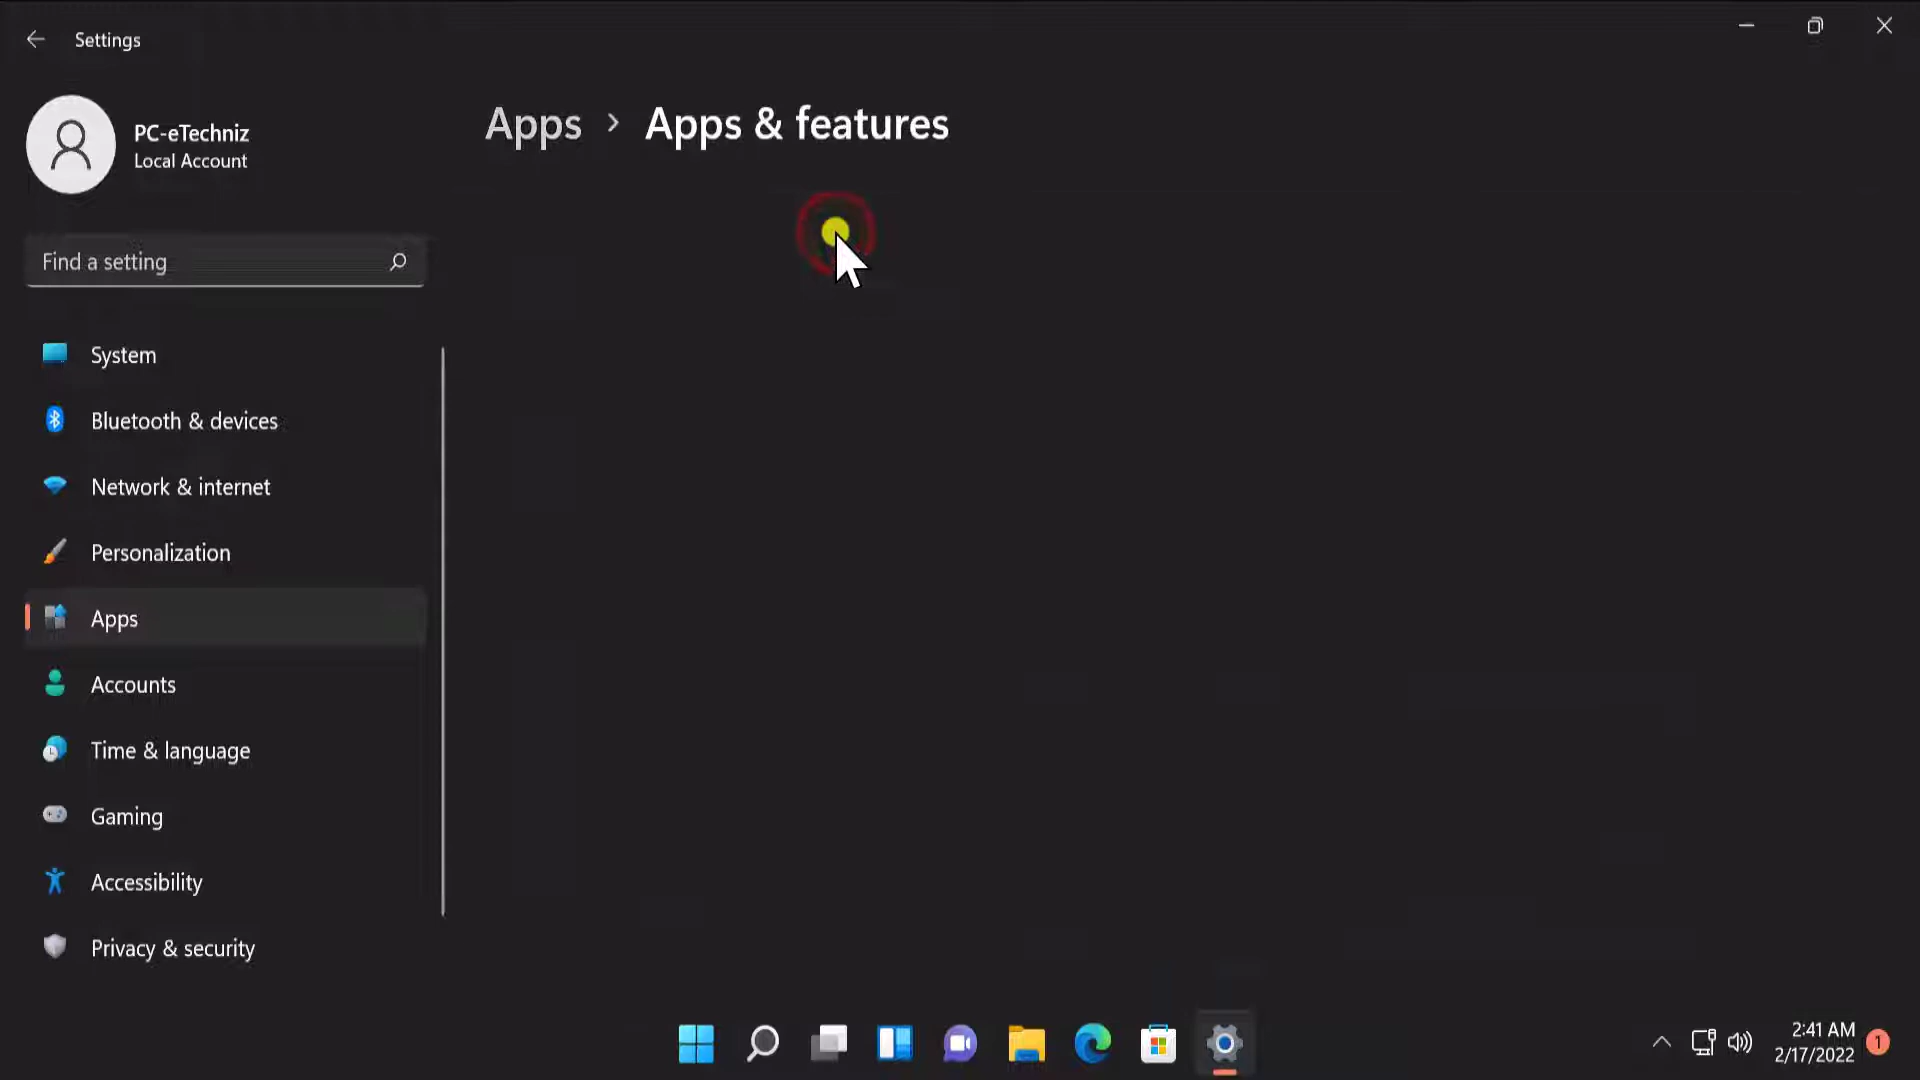 Settings
PC-eTechniz
Local Account
Apps > Apps & features
Find a setting
System
Bluetooth & devices
Network & internet
Personalization
Apps
Accounts
Time & language
Gaming
Accessibility
Privacy & security
2:41 AM
2/17/2022
1